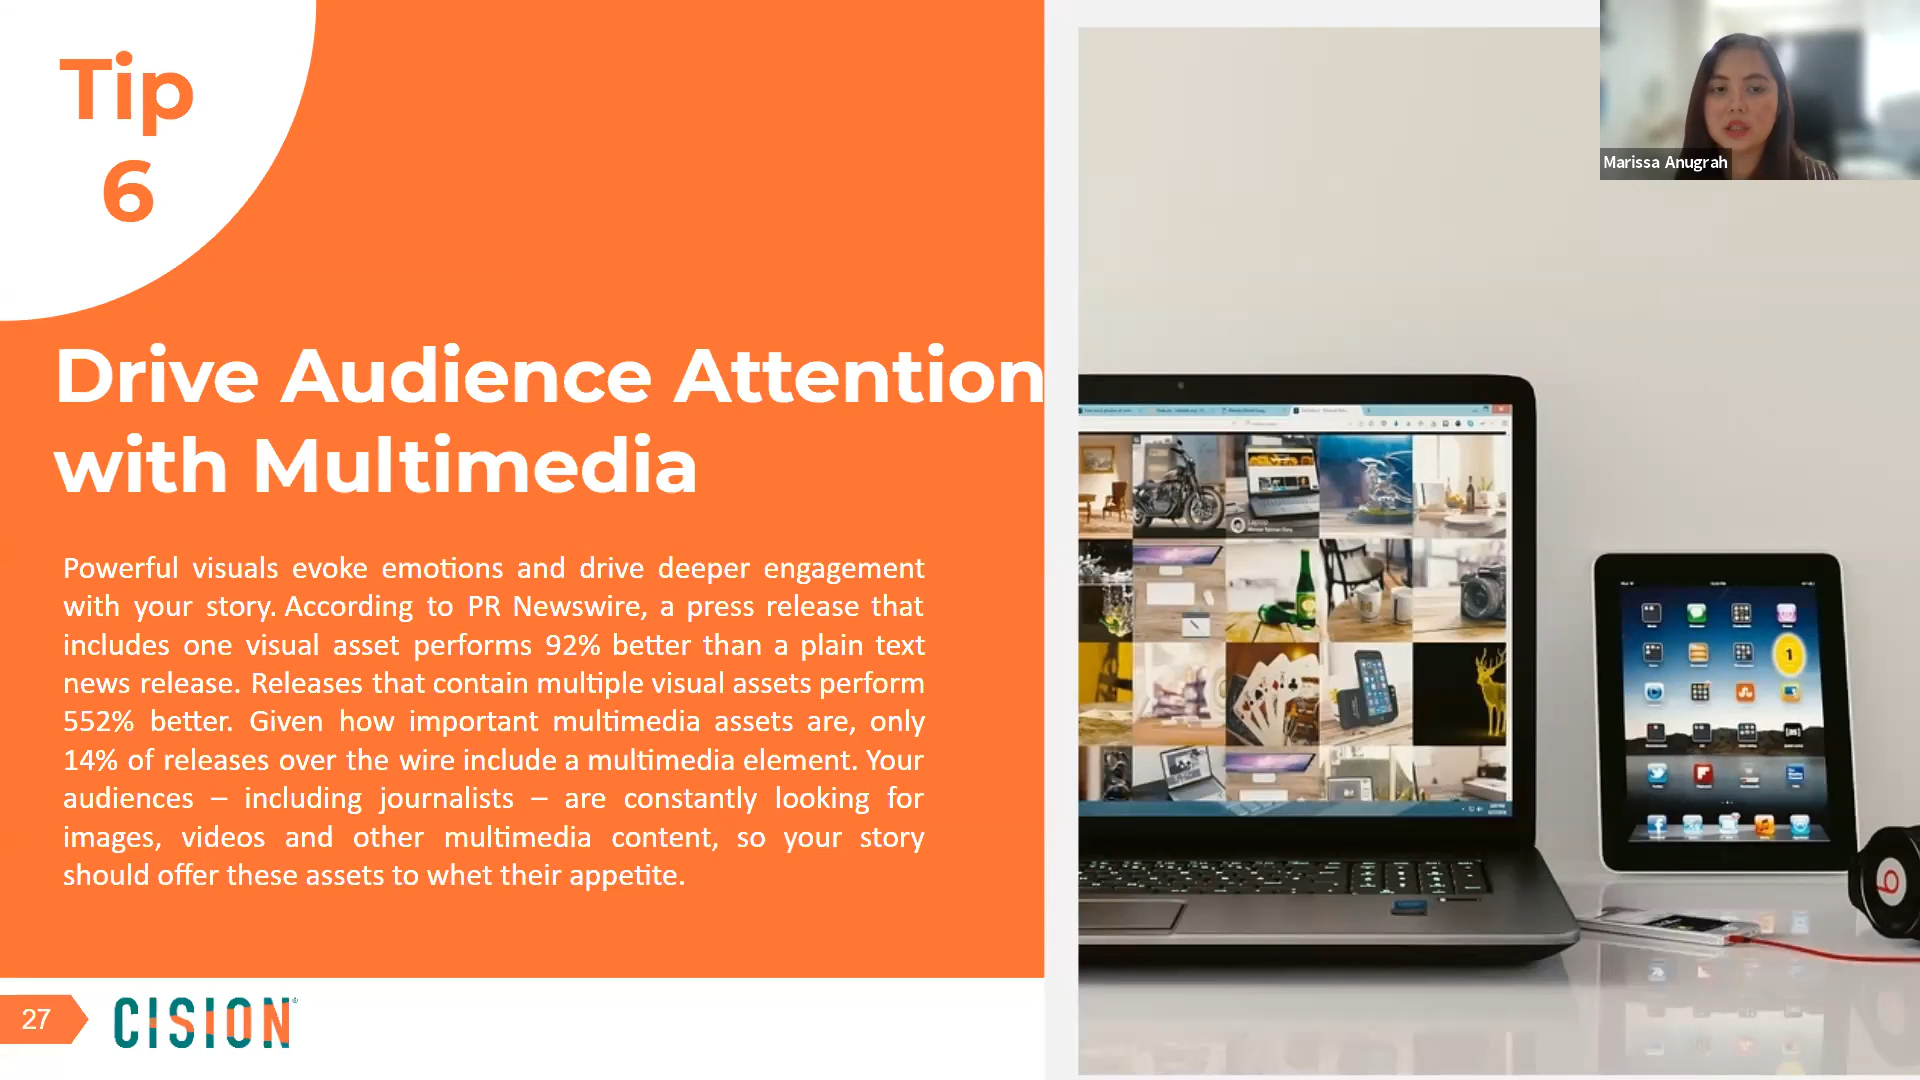 Tip
6
Drive Audience Attention
with Multimedia
Powerful visuals evoke emotions and drive deeper engagement
with your story. According to PR Newswire, a press release that
includes one visual asset performs 92% better than a plain text
news release. Releases that contain multiple visual assets perform
552% better. Given how important multimedia assets are, only
14% of releases over the wire include a multimedia element. Your
audiences – including journalists – are constantly looking for
images, videos and other multimedia content, so your story
should offer these assets to whet their appetite.
27
CISION®
Marissa Anugrah
1